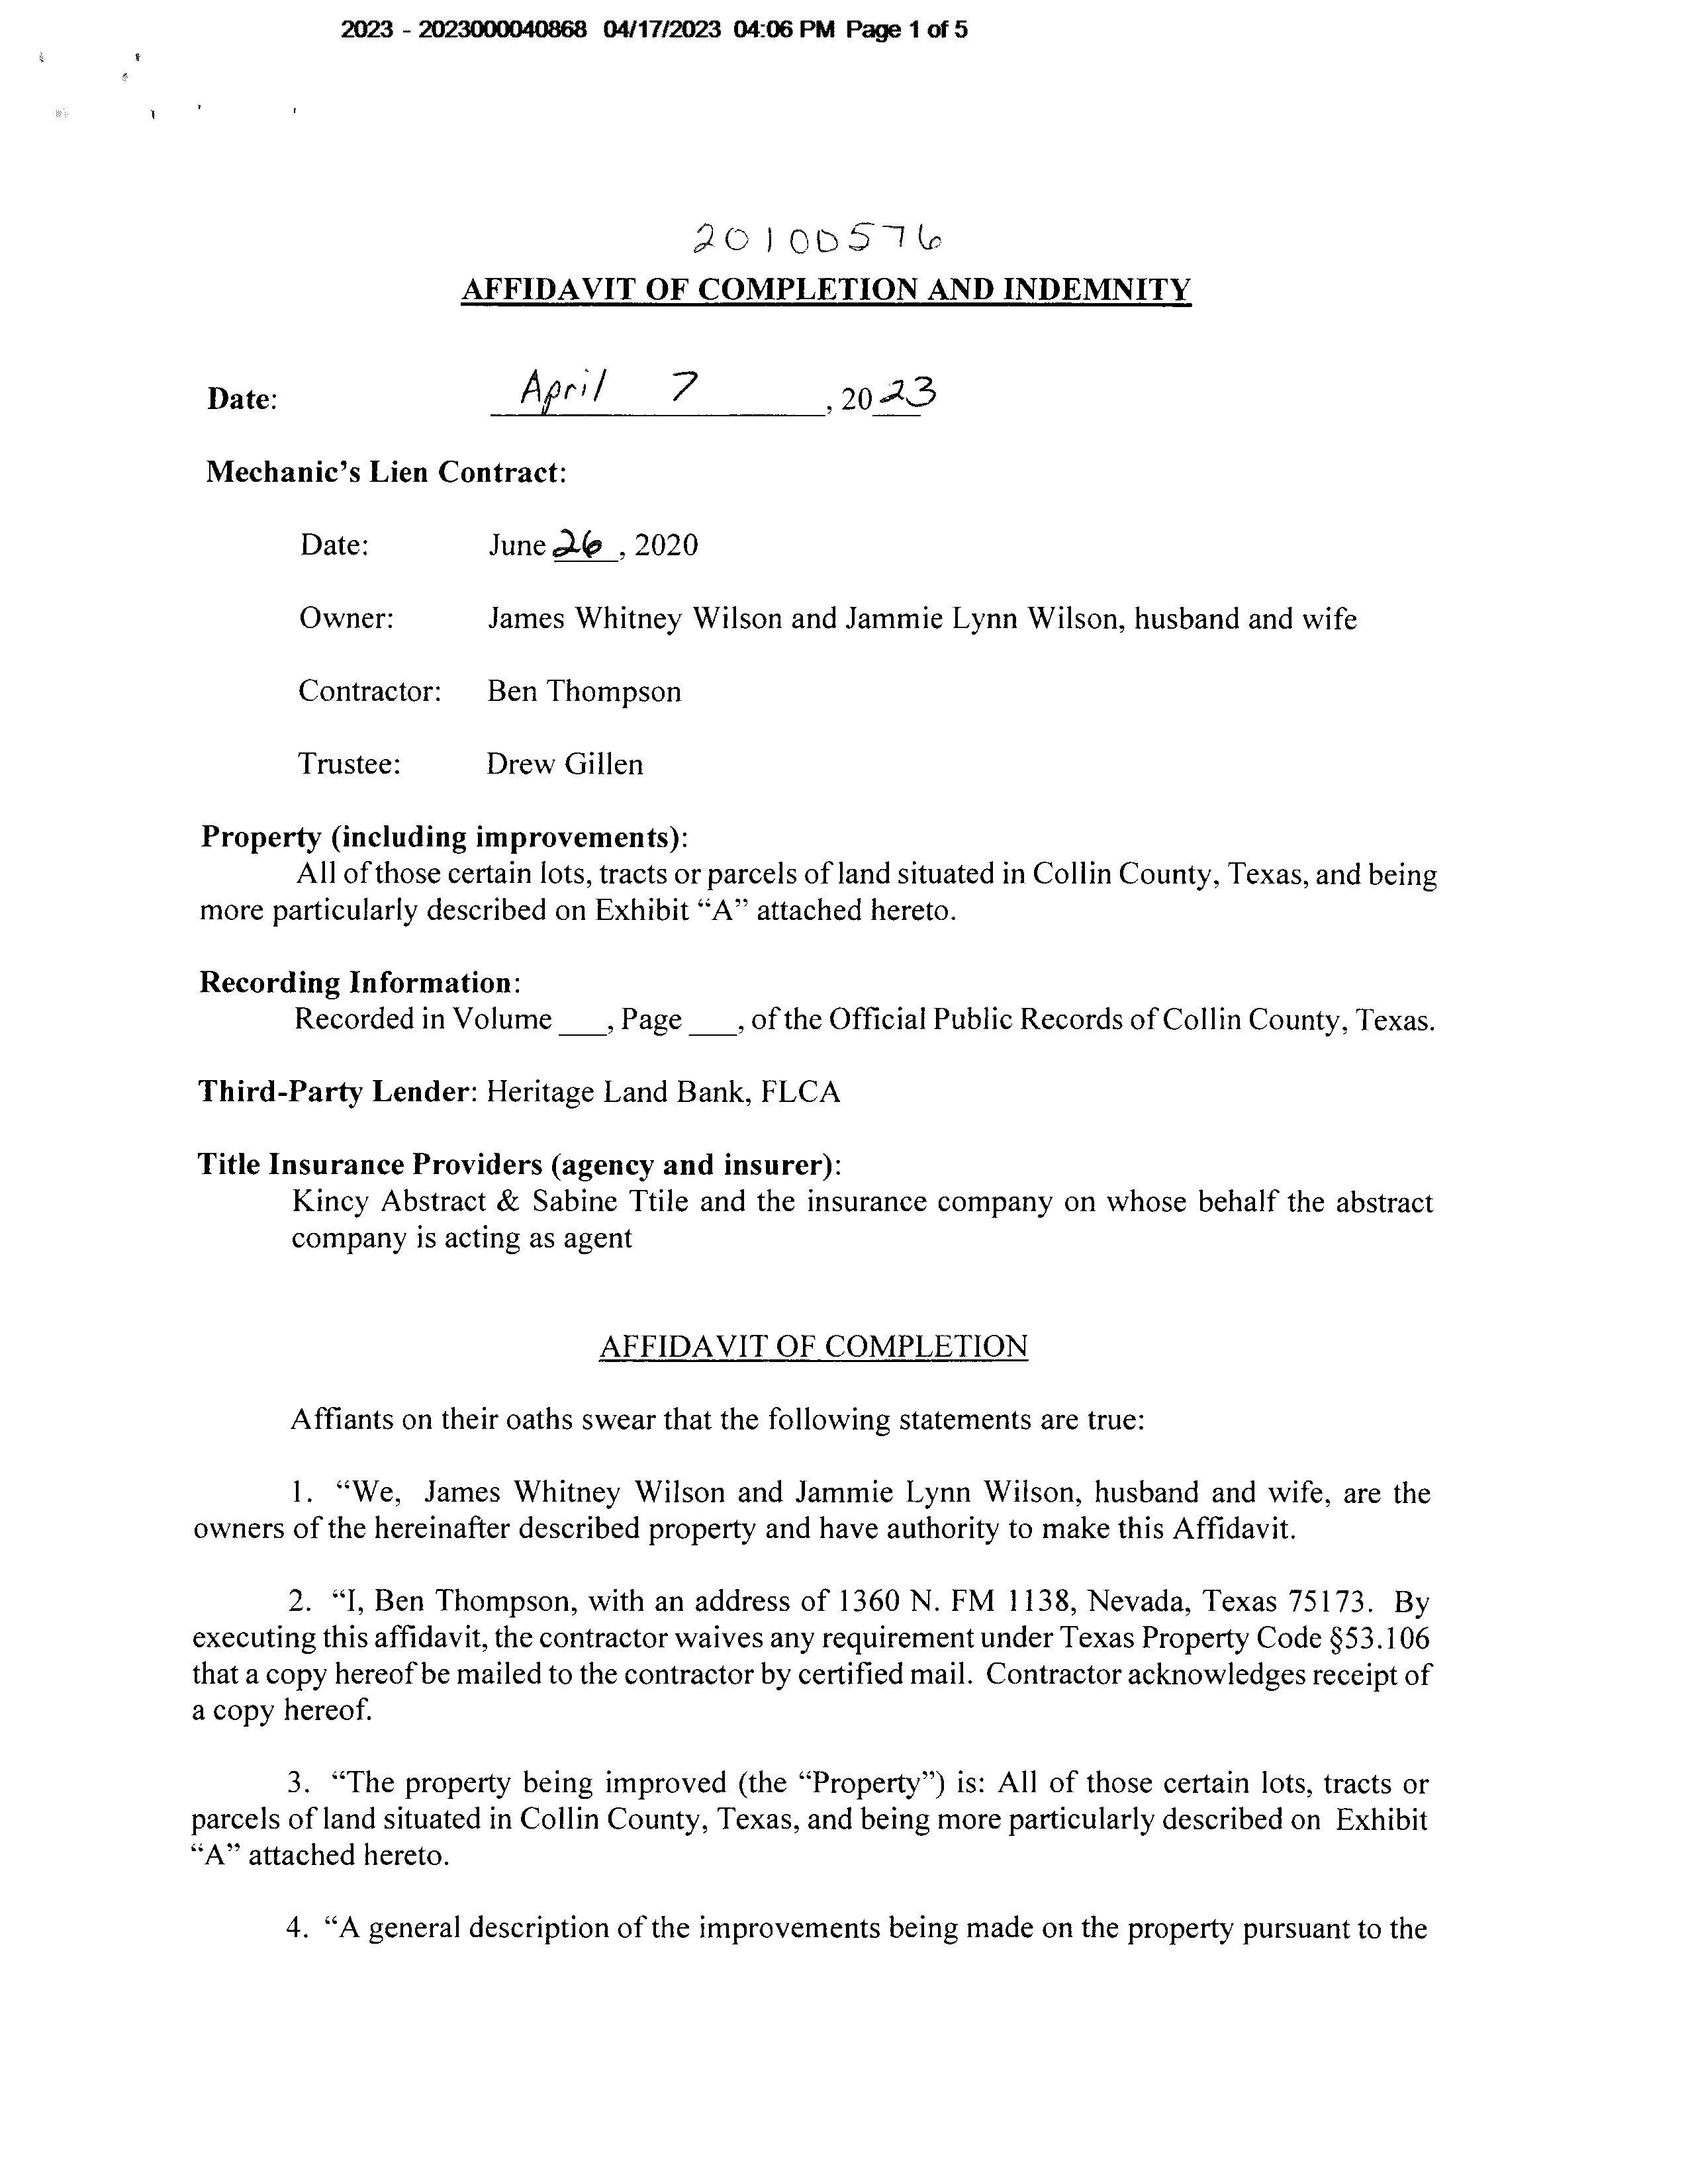 2023 - 2023000040868 04/17/2023 04:06 PM Page 1 of 5
20100576
AFFIDAVIT OF COMPLETION AND INDEMNITY
Date: April 7, 2023
Mechanic's Lien Contract:
Date: June 26, 2020
Owner: James Whitney Wilson and Jammie Lynn Wilson, husband and wife
Contractor: Ben Thompson
Trustee: Drew Gillen
Property (including improvements):
All of those certain lots, tracts or parcels of land situated in Collin County, Texas, and being
more particularly described on Exhibit “A” attached hereto.
Recording Information:
Recorded in Volume ___, Page ___, of the Official Public Records of Collin County, Texas.
Third-Party Lender: Heritage Land Bank, FLCA
Title Insurance Providers (agency and insurer):
Kincy Abstract & Sabine Ttile and the insurance company on whose behalf the abstract
company is acting as agent
AFFIDAVIT OF COMPLETION
Affiants on their oaths swear that the following statements are true:
1. “We, James Whitney Wilson and Jammie Lynn Wilson, husband and wife, are the
owners of the hereinafter described property and have authority to make this Affidavit.
2. “I, Ben Thompson, with an address of 1360 N. FM 1138, Nevada, Texas 75173. By
executing this affidavit, the contractor waives any requirement under Texas Property Code §53.106
that a copy hereof be mailed to the contractor by certified mail. Contractor acknowledges receipt of
a copy hereof.
3. “The property being improved (the “Property”) is: All of those certain lots, tracts or
parcels of land situated in Collin County, Texas, and being more particularly described on Exhibit
“A” attached hereto.
4. “A general description of the improvements being made on the property pursuant to the